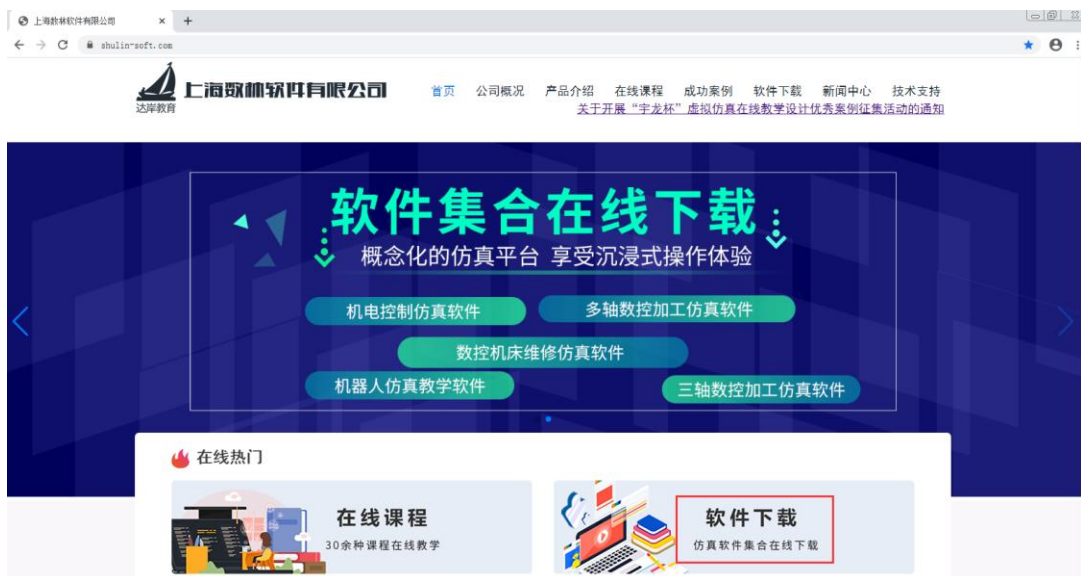 上海数林软件有限公司
shulin-soft.com
达岸教育
上海数林软件有限公司
首页 公司概况 产品介绍 在线课程 成功案例 软件下载 新闻中心 技术支持
关于开展“宇龙杯”虚拟仿真在线教学设计优秀案例征集活动的通知
软件集合在线下载
概念化的仿真平台 享受沉浸式操作体验
机电控制仿真软件 多轴数控加工仿真软件
数控机床维修仿真软件
机器人仿真教学软件 三轴数控加工仿真软件
在线热门
在线课程
30余种课程在线教学
软件下载
仿真软件集合在线下载